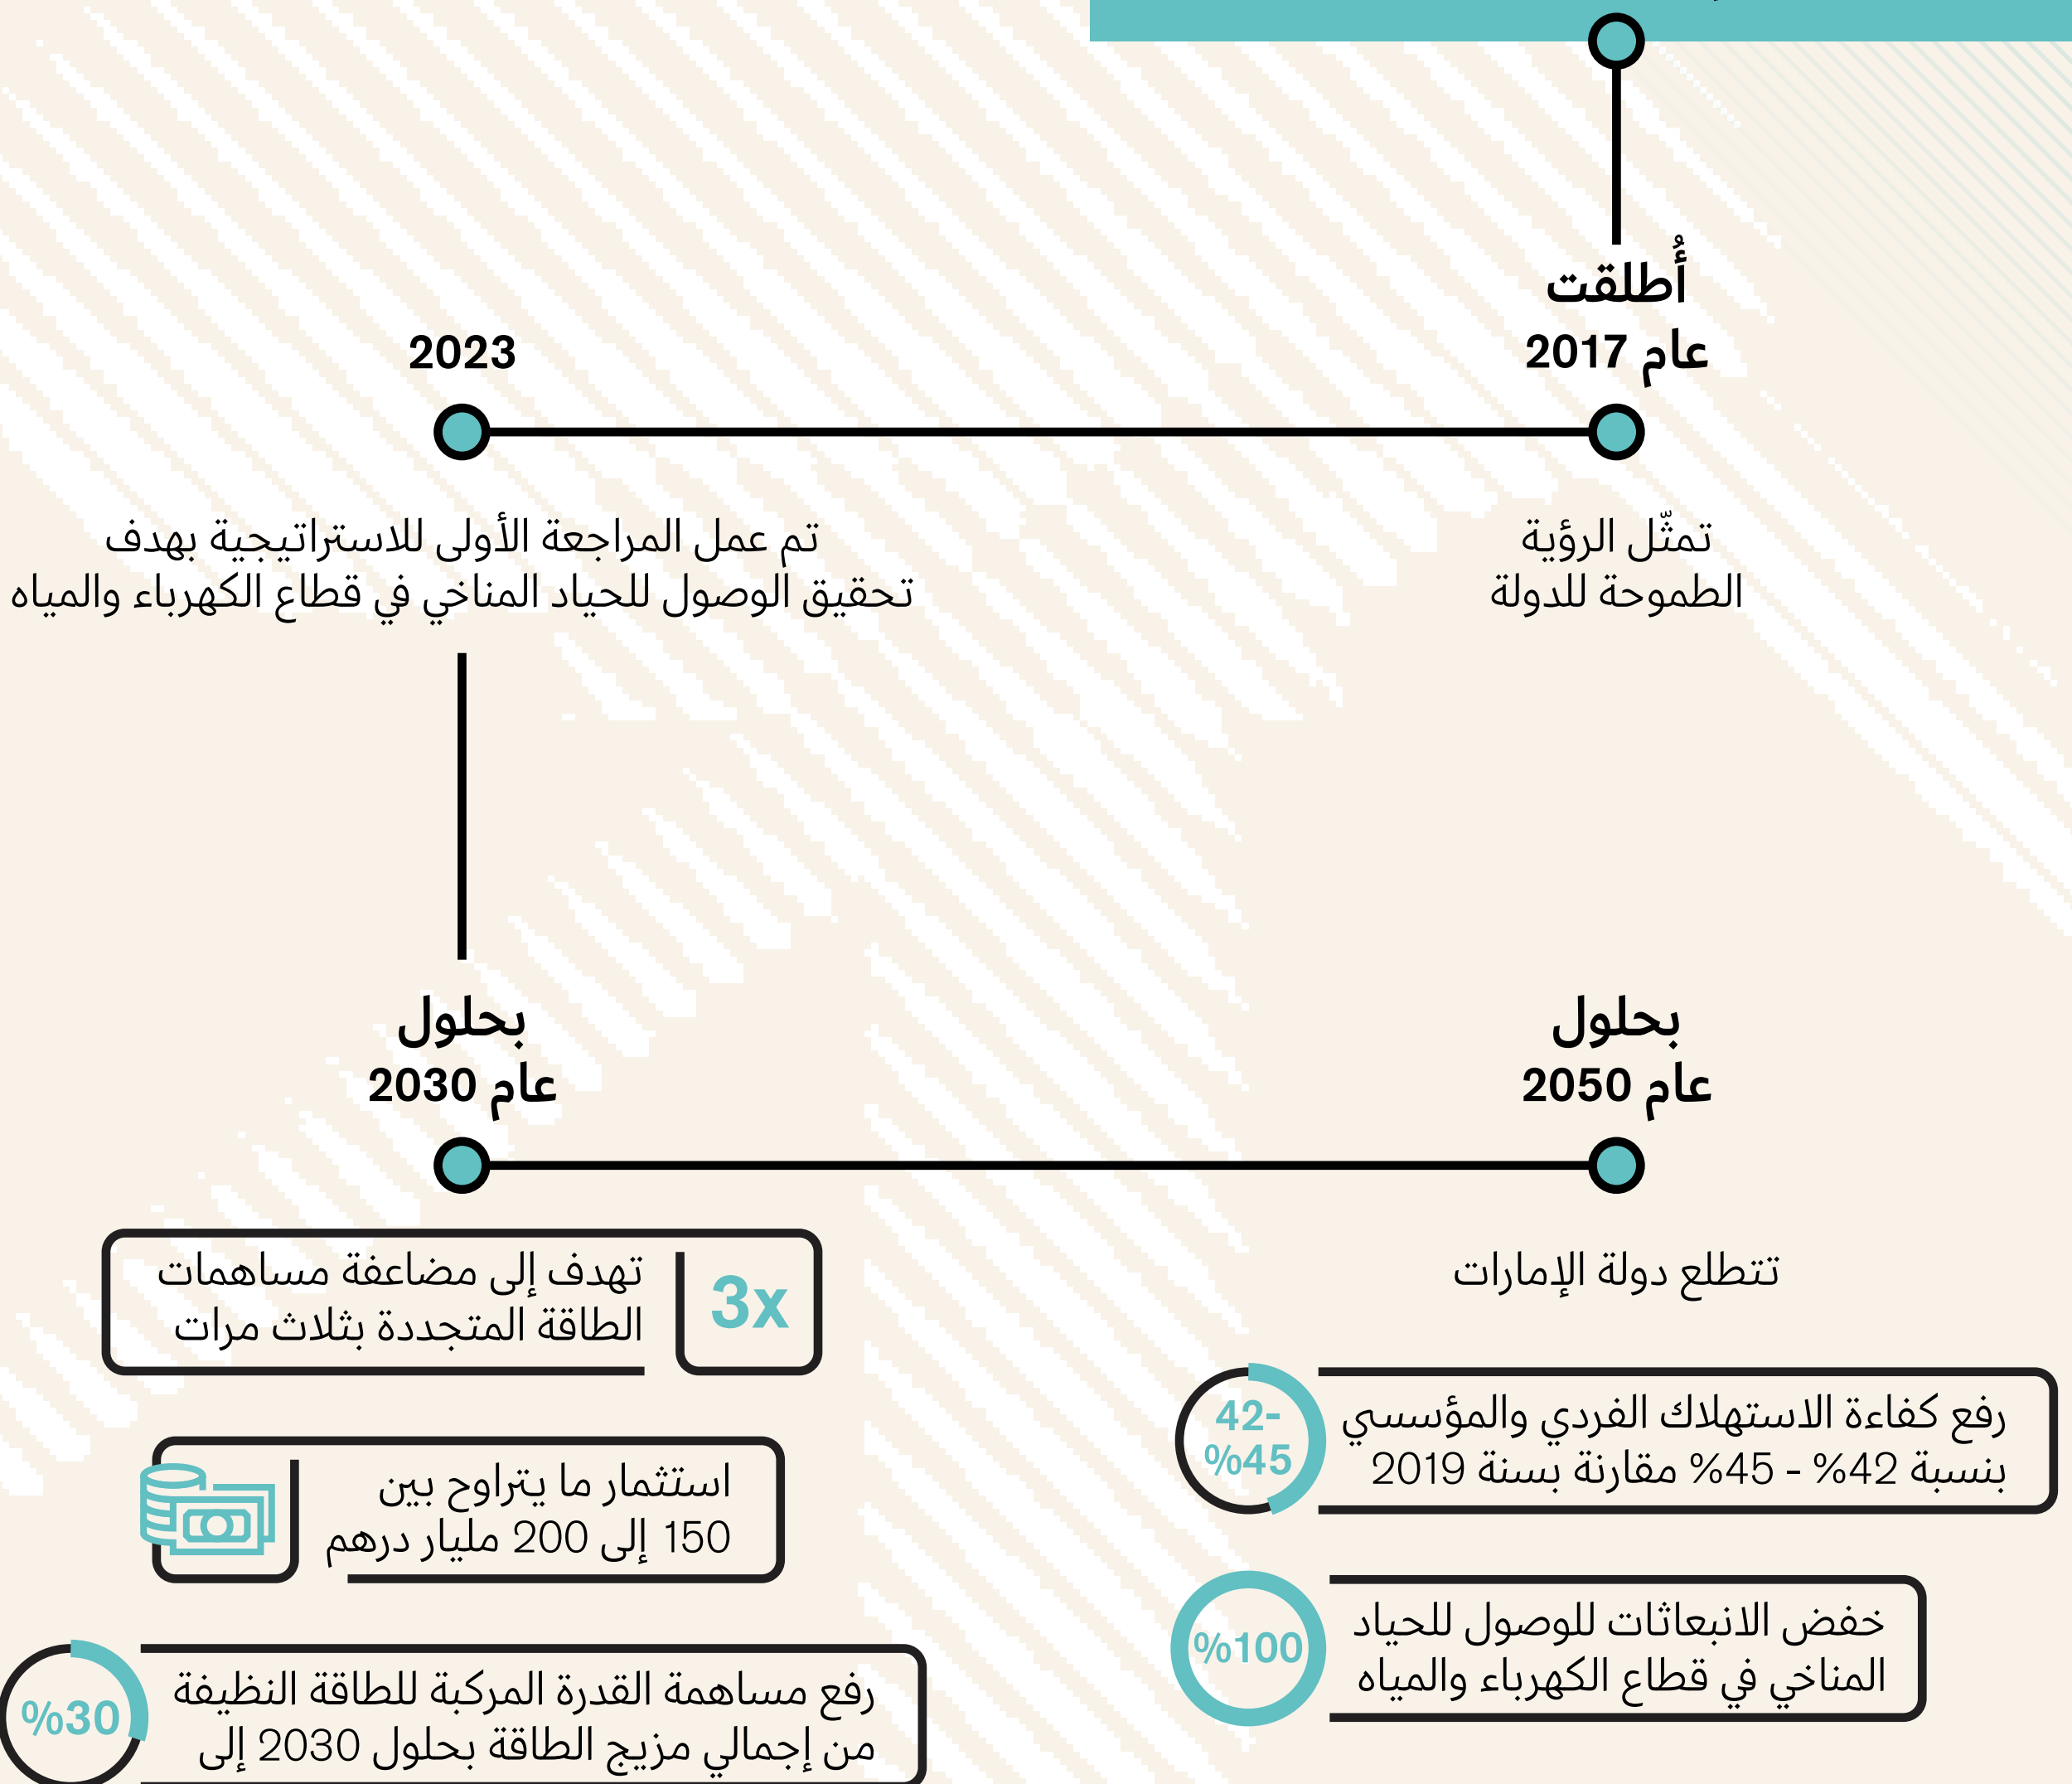 أُطلقت
عام 2017
تمثّل الرؤية
الطموحة للدولة
2023
تم عمل المراجعة الأولى للاستراتيجية بهدف
تحقيق الوصول للحياد المناخي في قطاع الكهرباء والمياه
بحلول
عام 2030
3x
تهدف إلى مضاعفة مساهمات
الطاقة المتجددة بثلاث مرات
استثمار ما يتراوح بين
150 إلى 200 مليار درهم
رفع مساهمة القدرة المركبة للطاقة النظيفة
من إجمالي مزيج الطاقة بحلول 2030 إلى
%30
بحلول
عام 2050
تتطلع دولة الإمارات
رفع كفاءة الاستهلاك الفردي والمؤسسي
بنسبة 42% - 45% مقارنة بسنة 2019
42-
%45
خفض الانبعاثات للوصول للحياد
المناخي في قطاع الكهرباء والمياه
%100